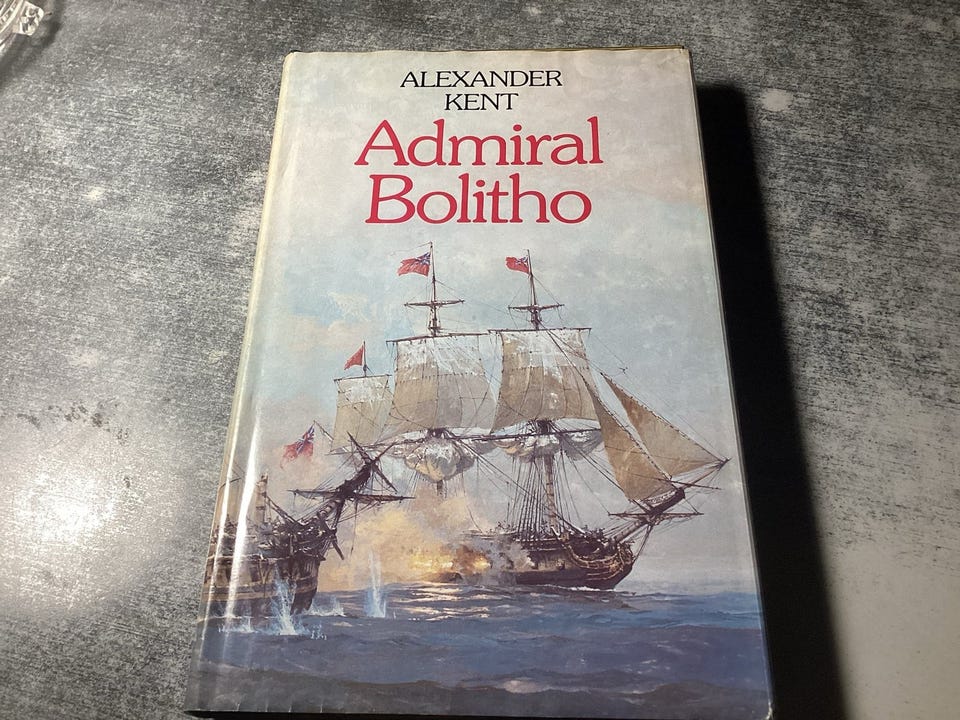 ALEXANDER
KENT
Admiral
Bolitho